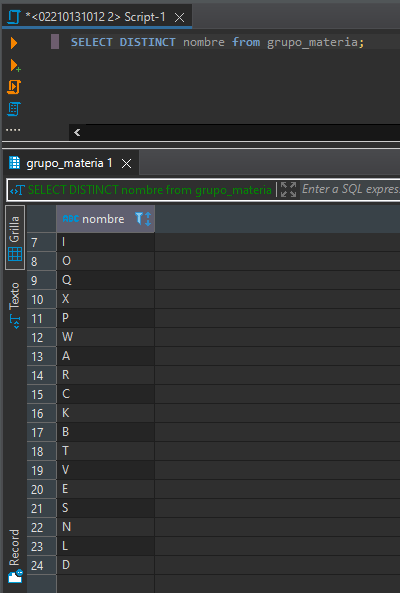 *<02210131012 2> Script-1
SELECT DISTINCT nombre from grupo_materia;
grupo_materia 1
SELECT DISTINCT nombre from grupo_materia
Enter a SQL expres
Grilla
Texto
Record
ABC nombre
7 I
8 O
9 Q
10 X
11 P
12 W
13 A
14 R
15 C
16 K
17 B
18 T
19 V
20 E
21 S
22 N
23 L
24 D